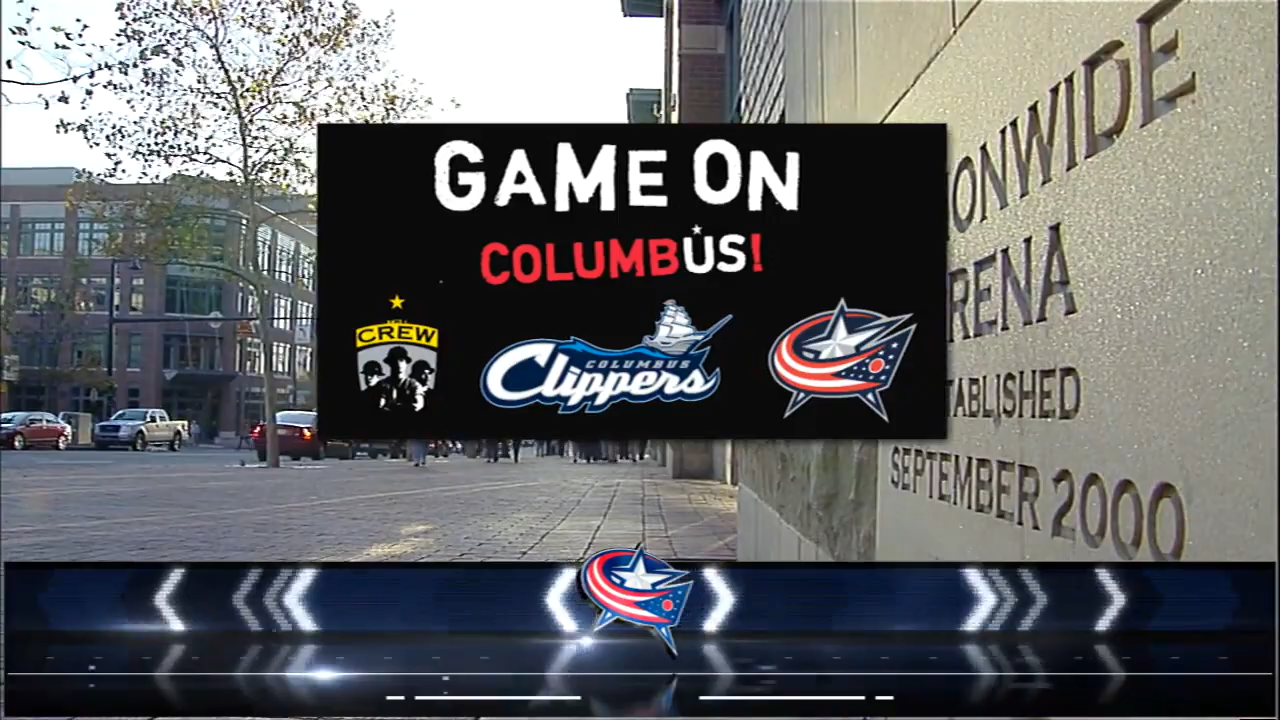 GAME ON
COLUMBUS!
CREW
COLUMBUS
Clippers
ONWIDE
RENA
TABLISHED
SEPTEMBER 2000